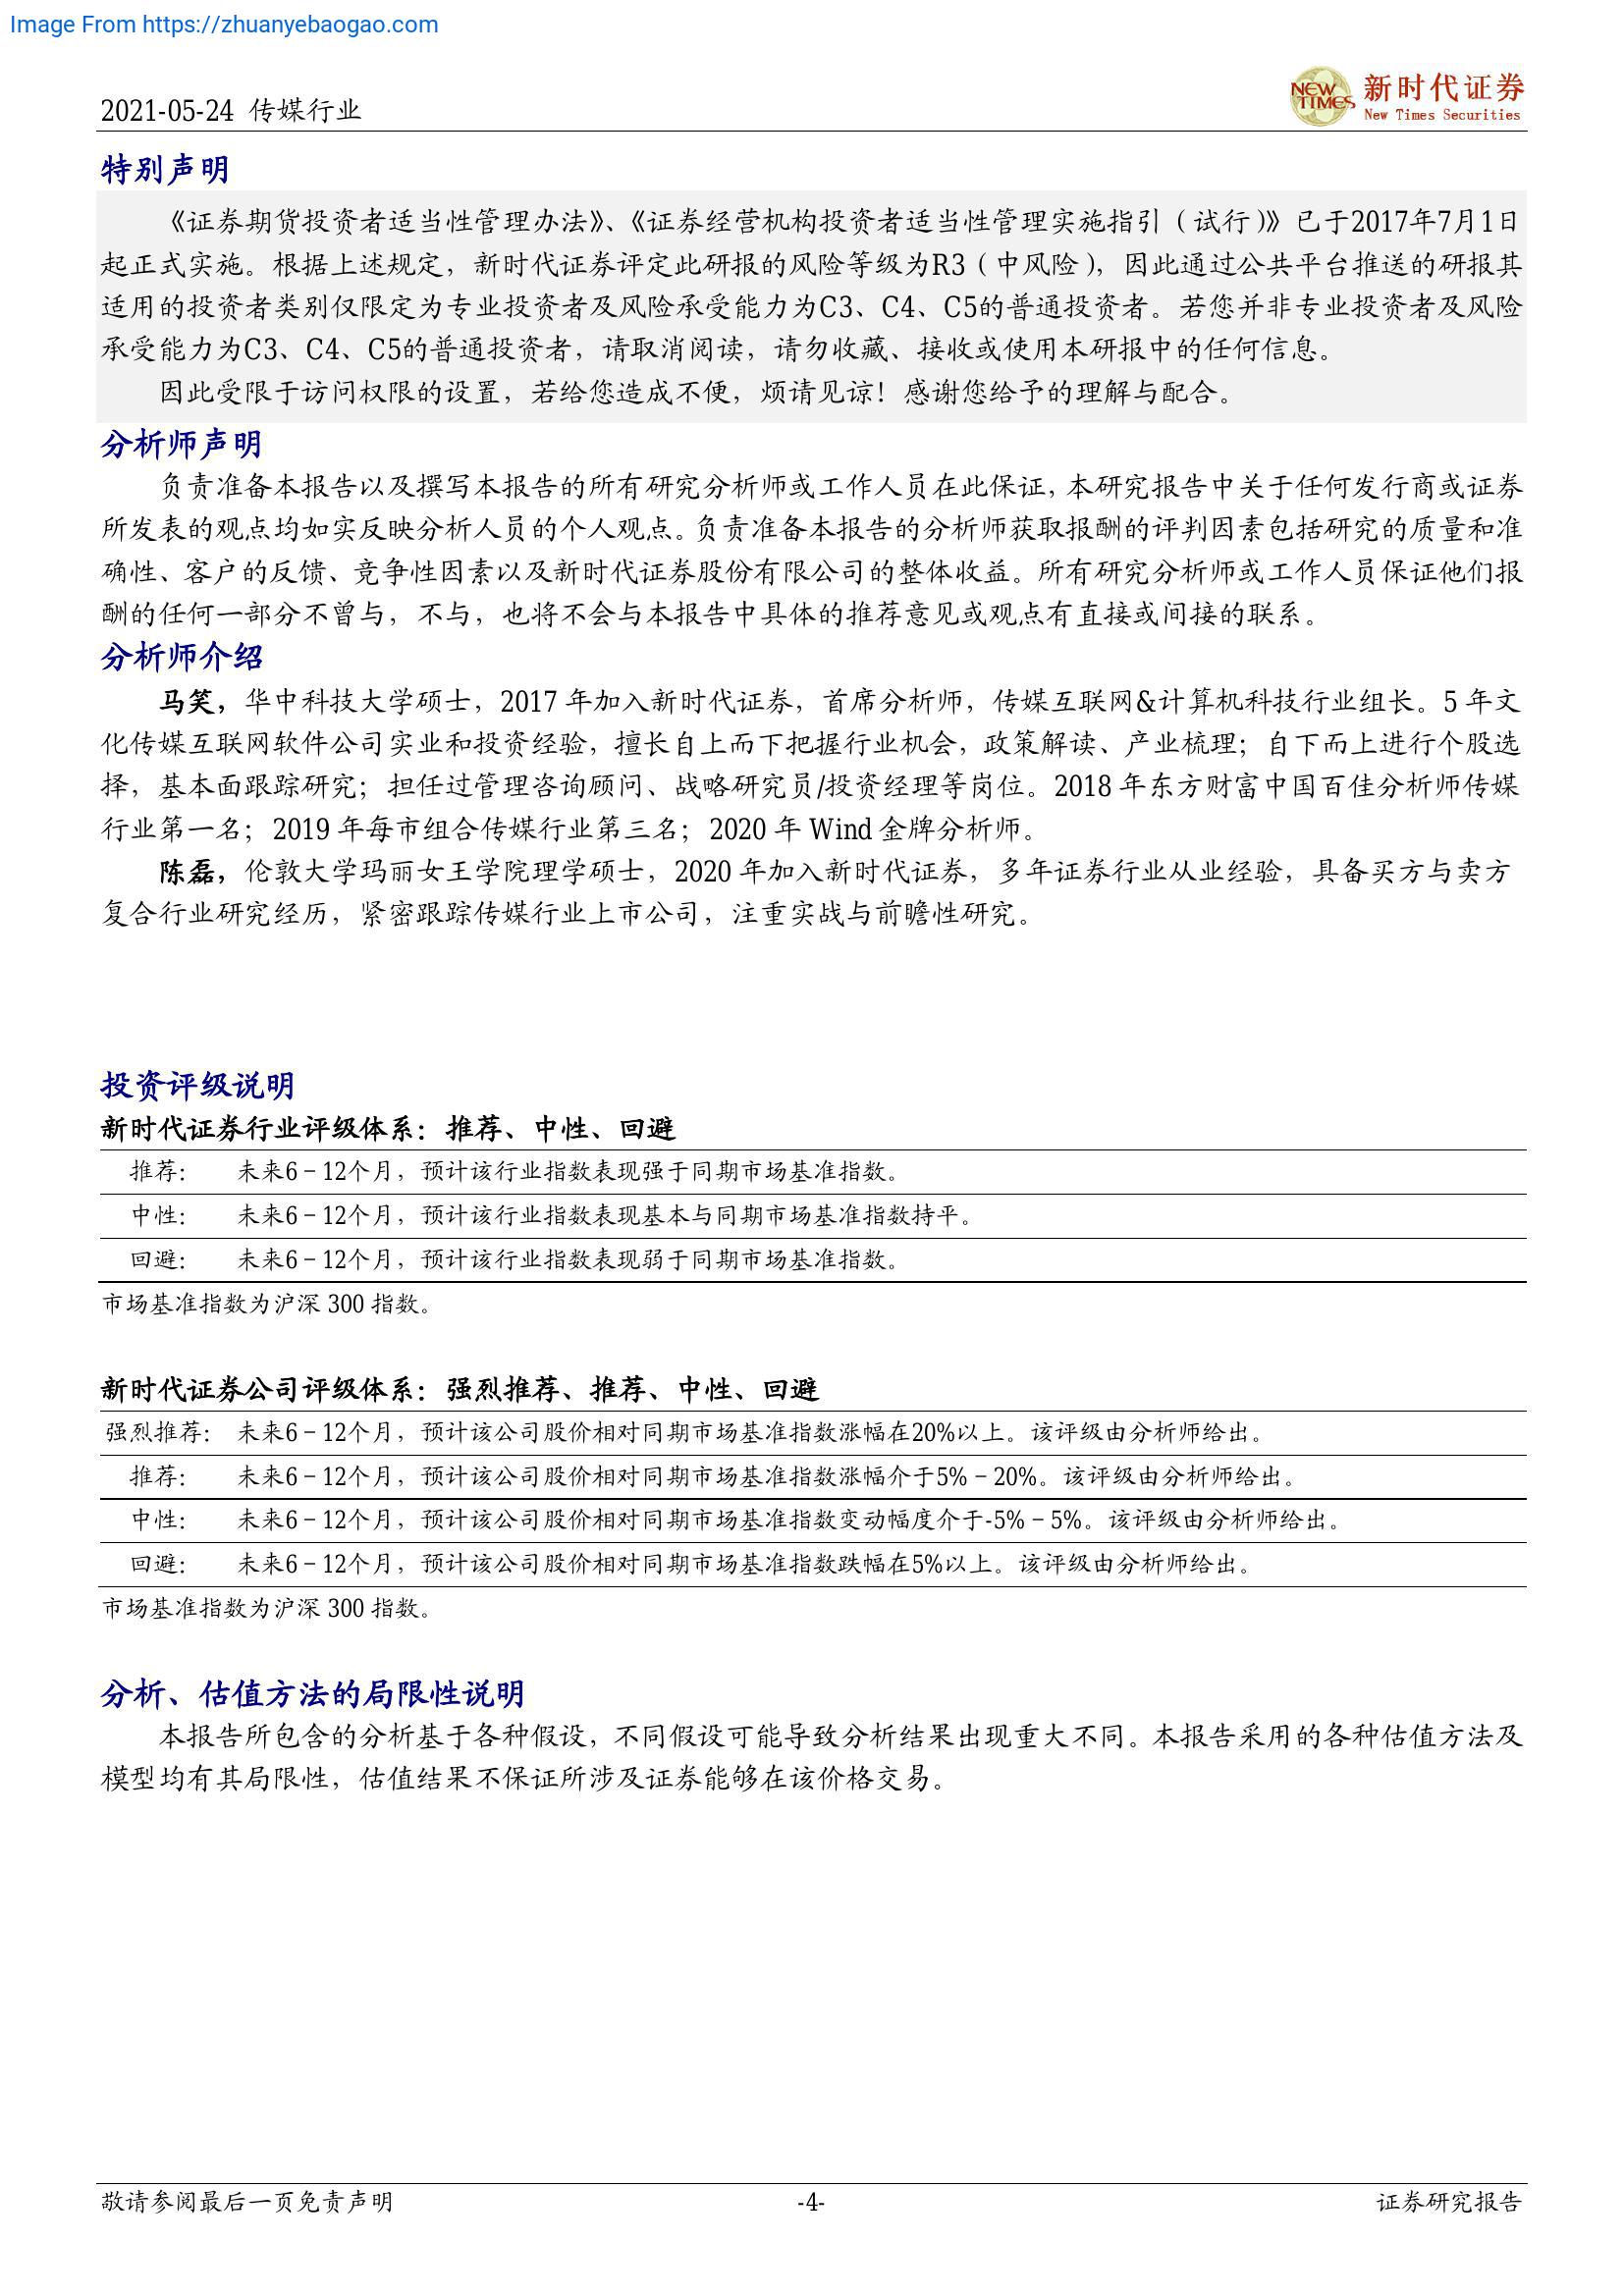 Image From https://zhuanyebaogao.com
2021-05-24 传媒行业
NEW TIMES
新时代证券
New Times Securities
特别声明
《证券期货投资者适当性管理办法》、《证券经营机构投资者适当性管理实施指引（试行）》已于2017年7月1日
起正式实施。根据上述规定，新时代证券评定此研报的风险等级为R3（中风险），因此通过公共平台推送的研报其
适用的投资者类别仅限定为专业投资者及风险承受能力为C3、C4、C5的普通投资者。若您并非专业投资者及风险
承受能力为C3、C4、C5的普通投资者，请取消阅读，请勿收藏、接收或使用本研报中的任何信息。
因此受限于访问权限的设置，若给您造成不便，烦请见谅！感谢您给予的理解与配合。
分析师声明
负责准备本报告以及撰写本报告的所有研究分析师或工作人员在此保证，本研究报告中关于任何发行商或证券
所发表的观点均如实反映分析人员的个人观点。负责准备本报告的分析师获取报酬的评判因素包括研究的质量和准
确性、客户的反馈、竞争性因素以及新时代证券股份有限公司的整体收益。所有研究分析师或工作人员保证他们报
酬的任何一部分不曾与，不与，也将不会与本报告中具体的推荐意见或观点有直接或间接的联系。
分析师介绍
马笑，华中科技大学硕士，2017 年加入新时代证券，首席分析师，传媒互联网&计算机科技行业组长。5 年文
化传媒互联网软件公司实业和投资经验，擅长自上而下把握行业机会，政策解读、产业梳理；自下而上进行个股选
择，基本面跟踪研究；担任过管理咨询顾问、战略研究员/投资经理等岗位。2018 年东方财富中国百佳分析师传媒
行业第一名；2019 年每市组合传媒行业第三名；2020 年 Wind 金牌分析师。
陈磊，伦敦大学玛丽女王学院理学硕士，2020 年加入新时代证券，多年证券行业从业经验，具备买方与卖方
复合行业研究经历，紧密跟踪传媒行业上市公司，注重实战与前瞻性研究。
投资评级说明
新时代证券行业评级体系：推荐、中性、回避
推荐： 未来6－12个月，预计该行业指数表现强于同期市场基准指数。
中性： 未来6－12个月，预计该行业指数表现基本与同期市场基准指数持平。
回避： 未来6－12个月，预计该行业指数表现弱于同期市场基准指数。
市场基准指数为沪深 300 指数。
新时代证券公司评级体系：强烈推荐、推荐、中性、回避
强烈推荐： 未来6－12个月，预计该公司股价相对同期市场基准指数涨幅在20%以上。该评级由分析师给出。
推荐： 未来6－12个月，预计该公司股价相对同期市场基准指数涨幅介于5%－20%。该评级由分析师给出。
中性： 未来6－12个月，预计该公司股价相对同期市场基准指数变动幅度介于-5%－5%。该评级由分析师给出。
回避： 未来6－12个月，预计该公司股价相对同期市场基准指数跌幅在5%以上。该评级由分析师给出。
市场基准指数为沪深 300 指数。
分析、估值方法的局限性说明
本报告所包含的分析基于各种假设，不同假设可能导致分析结果出现重大不同。本报告采用的各种估值方法及
模型均有其局限性，估值结果不保证所涉及证券能够在该价格交易。
敬请参阅最后一页免责声明 -4- 证券研究报告